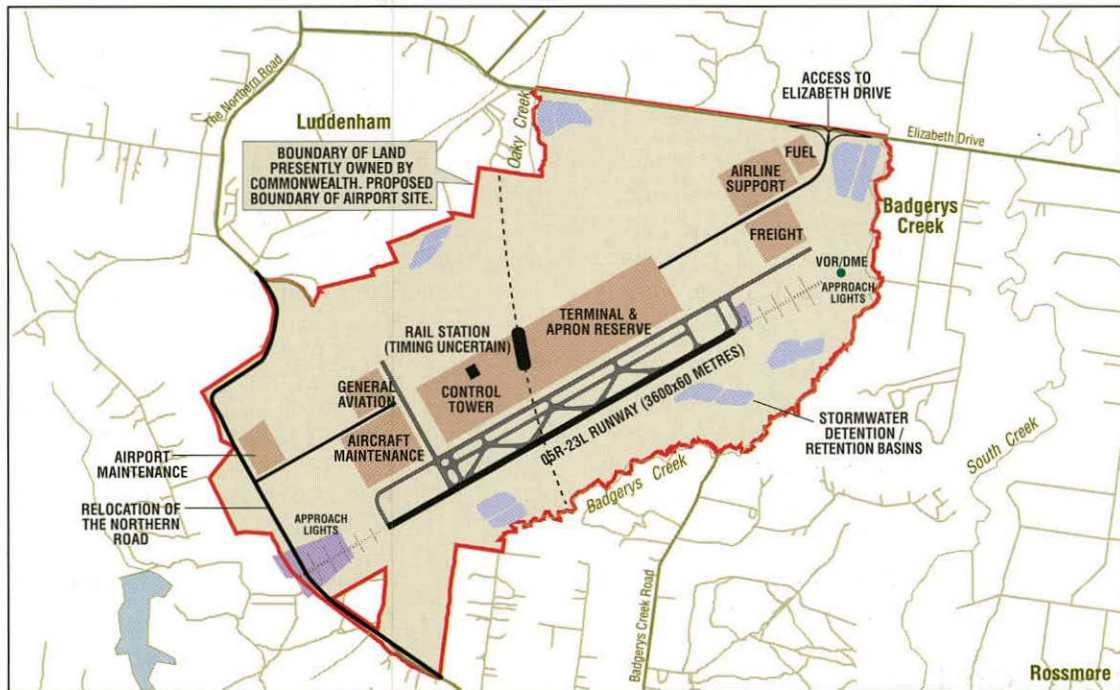 The Northern Road
Luddenham
BOUNDARY OF LAND
PRESENTLY OWNED BY
COMMONWEALTH. PROPOSED
BOUNDARY OF AIRPORT SITE.
Oaky Creek
ACCESS TO
ELIZABETH DRIVE
Elizabeth Drive
FUEL
AIRLINE
SUPPORT
FREIGHT
Badgerys
Creek
VOR/DME
APPROACH
LIGHTS
TERMINAL &
APRON RESERVE
RAIL STATION
(TIMING UNCERTAIN)
CONTROL
TOWER
GENERAL
AVIATION
AIRCRAFT
MAINTENANCE
05R-23L RUNWAY (3600x60 METRES)
STORMWATER
DETENTION /
RETENTION BASINS
AIRPORT
MAINTENANCE
RELOCATION OF
THE NORTHERN
ROAD
APPROACH
LIGHTS
Badgerys Creek
South Creek
Badgerys Creek Road
Rossmore